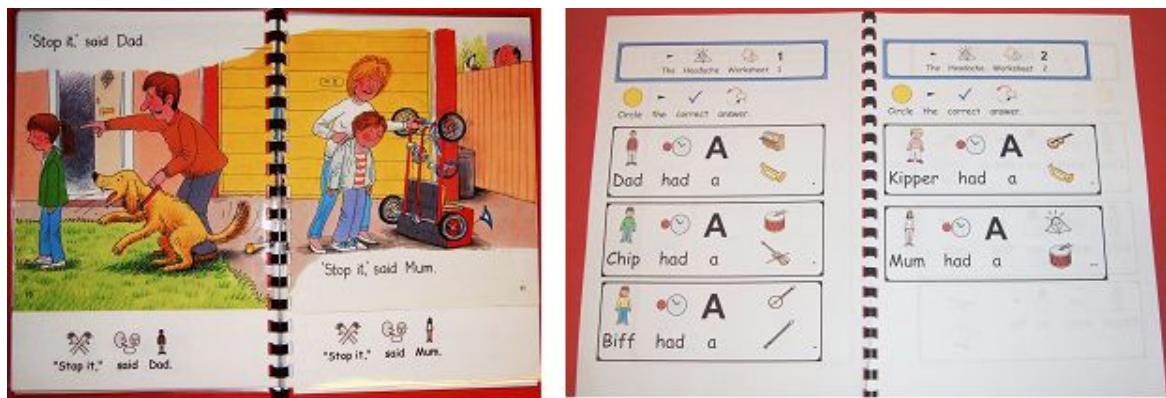 'Stop it,' said Dad.
'Stop it,' said Mum.
"Stop it," said Dad.
"Stop it," said Mum.
1
The Headache Worksheet 1
Circle the correct answer.
A
Dad had a .
A
Chip had a .
A
Biff had a .
2
The Headache Worksheet 2
Circle the correct answer.
A
Kipper had a .
A
Mum had a